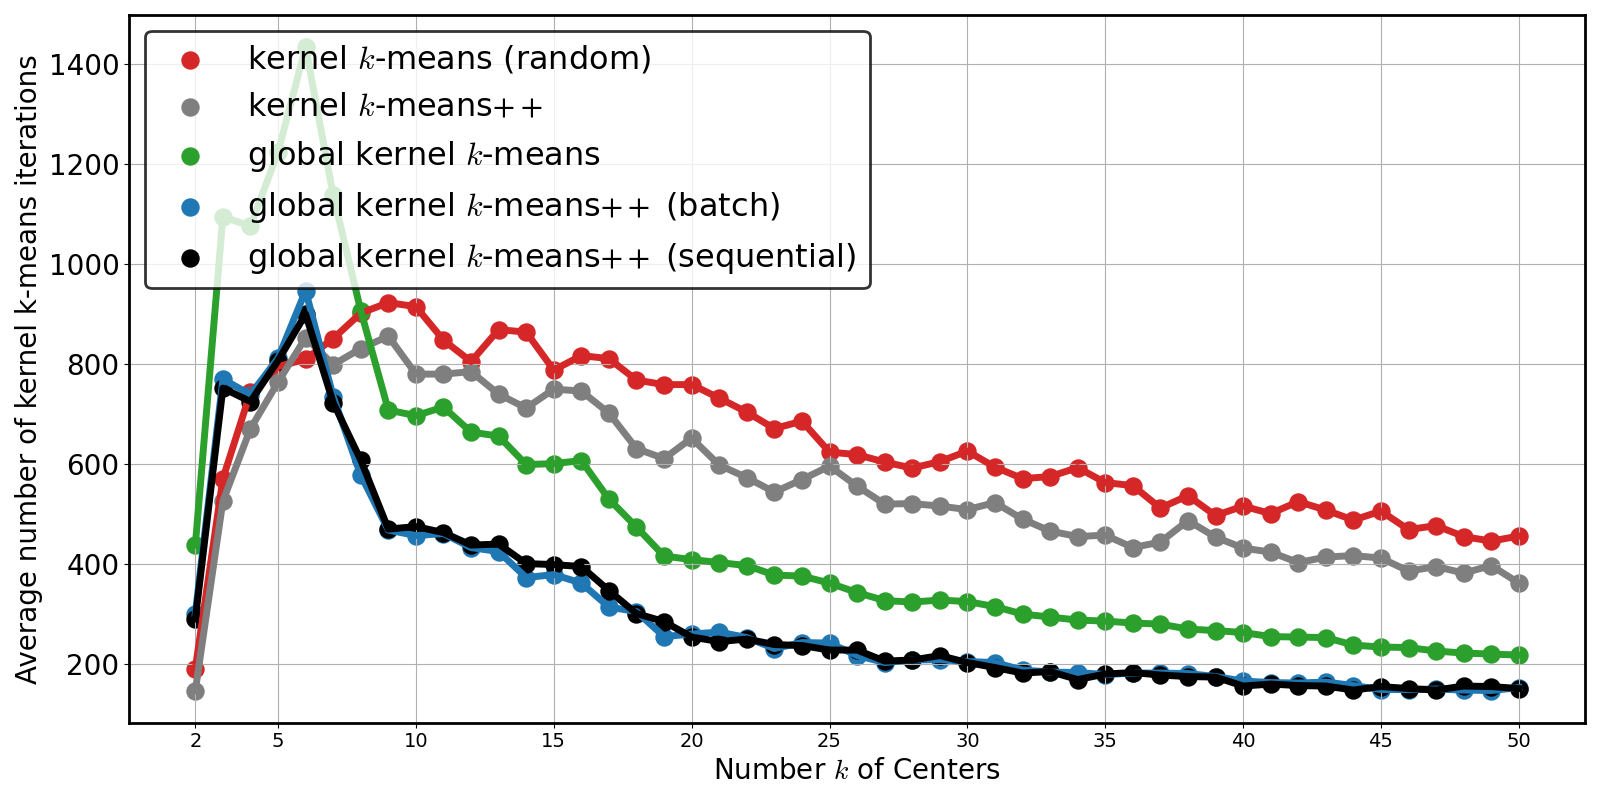 Average number of kernel k-means iterations
1400
1200
1000
800
600
400
200
kernel k-means (random)
kernel k-means++
global kernel k-means
global kernel k-means++ (batch)
global kernel k-means++ (sequential)
2 5 10 15 20 25 30 35 40 45 50
Number k of Centers